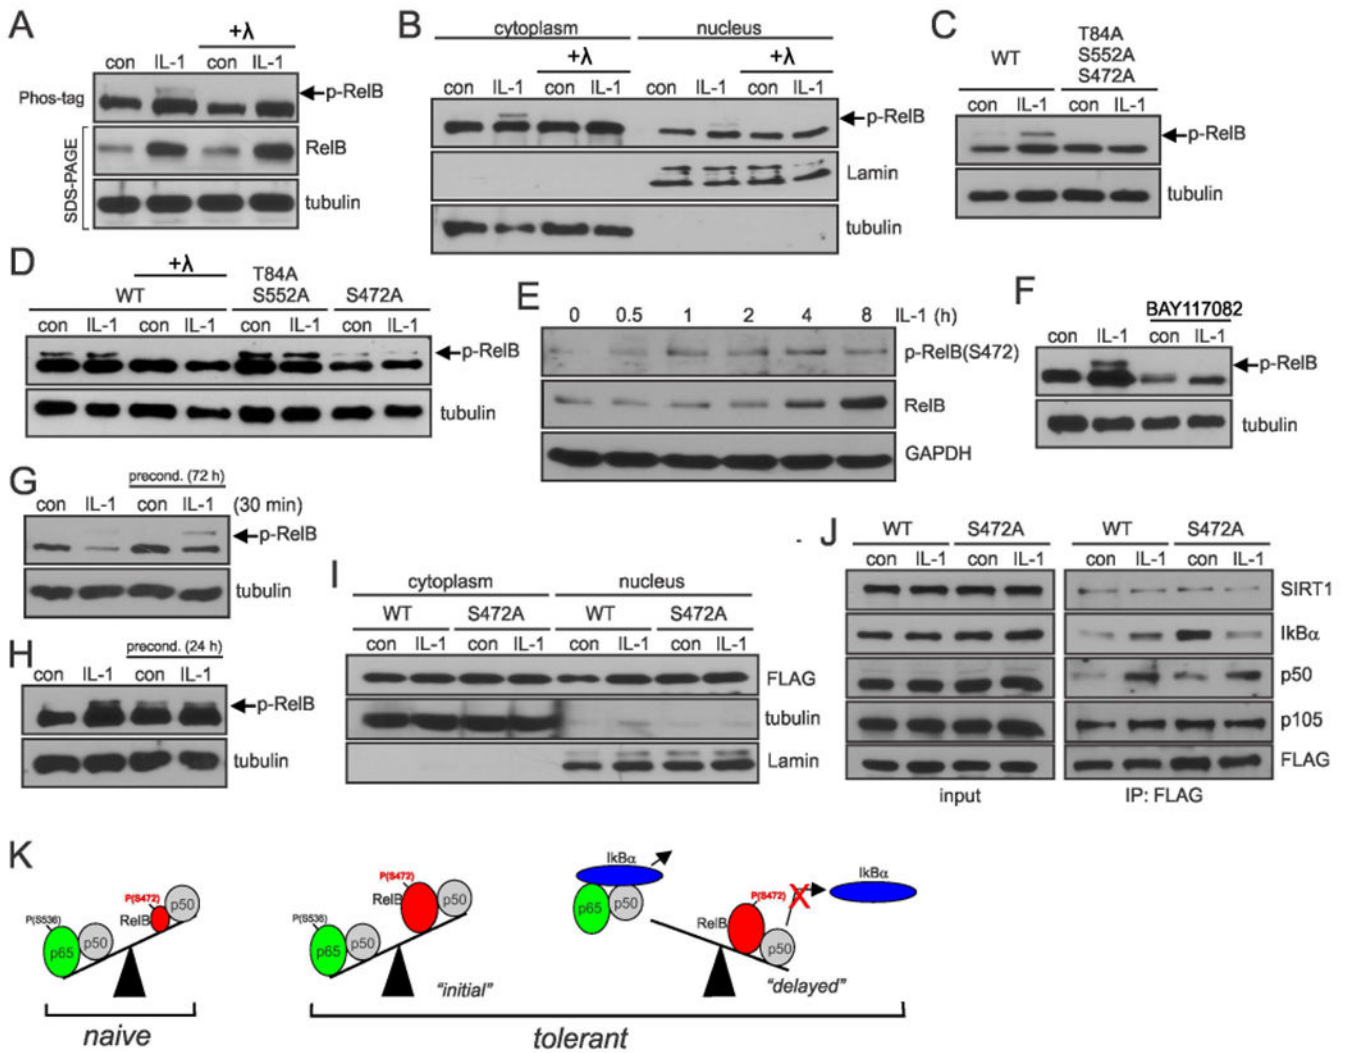 A
+λ
con IL-1 con IL-1
Phos-tag
p-RelB
SDS-PAGE
RelB
tubulin
B
cytoplasm nucleus
+λ +λ
con IL-1 con IL-1 con IL-1 con IL-1
p-RelB
Lamin
tubulin
C
WT
T84A
S552A
S472A
con IL-1 con IL-1
p-RelB
tubulin
D
+λ
WT
T84A
S552A
S472A
con IL-1 con IL-1 con IL-1 con IL-1
p-RelB
tubulin
E
0 0.5 1 2 4 8 IL-1 (h)
p-RelB(S472)
RelB
GAPDH
F
BAY117082
con IL-1 con IL-1
p-RelB
tubulin
G
precond. (72 h)
con IL-1 con IL-1 (30 min)
p-RelB
tubulin
H
precond. (24 h)
con IL-1 con IL-1
p-RelB
tubulin
I
cytoplasm nucleus
WT S472A WT S472A
con IL-1 con IL-1 con IL-1 con IL-1
FLAG
tubulin
Lamin
J
WT S472A WT S472A
con IL-1 con IL-1 con IL-1 con IL-1
SIRT1
IkBα
p50
p105
FLAG
input IP: FLAG
K
P(S536)
p65
p50
P(S472)
RelB
p50
naive
P(S536)
p65
p50
P(S472)
RelB
p50
"initial"
IkBα
p65
p50
P(S472)
RelB
p50
X
IkBα
"delayed"
tolerant